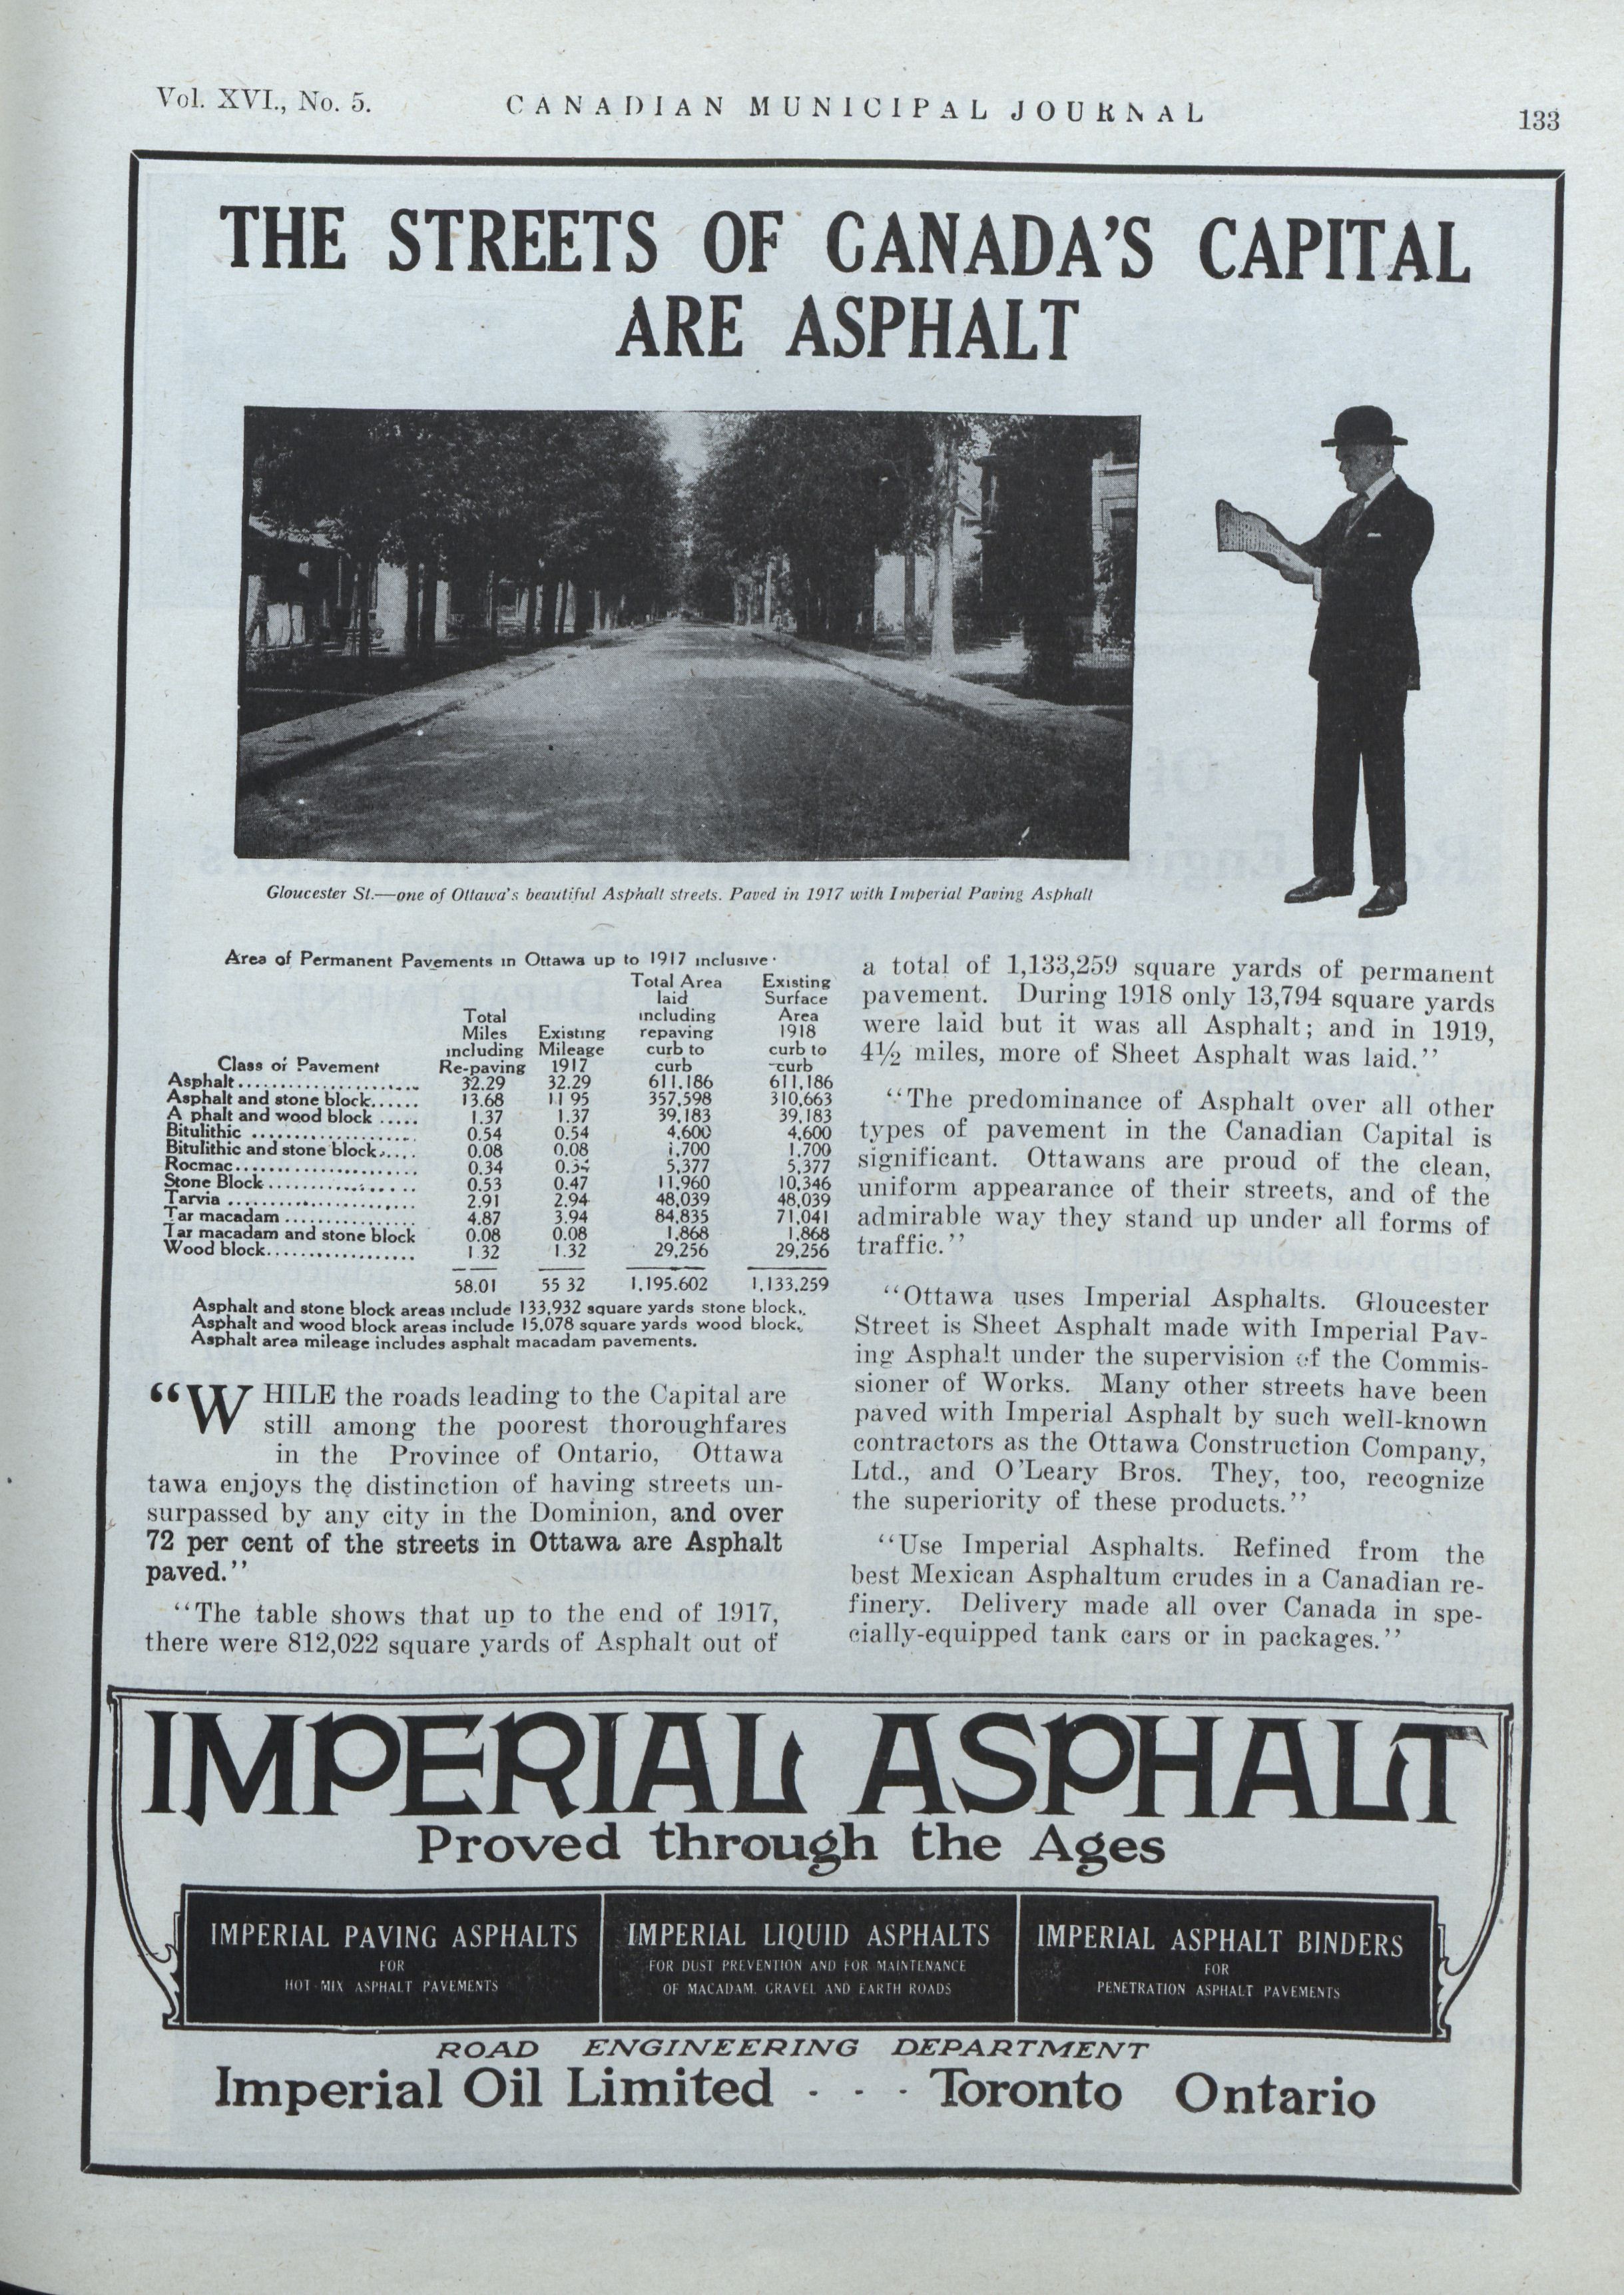 Vol. XVI., No. 5.
CANADIAN MUNICIPAL JOURNAL
133
THE STREETS OF CANADA'S CAPITAL
ARE ASPHALT
Gloucester St.—one of Ottawa's beautiful Asphalt streets. Paved in 1917 with Imperial Paving Asphalt
Area of Permanent Pavements in Ottawa up to 1917 inclusive·
Class of Pavement | Total Miles including Re-paving | Existing Mileage 1917 | Total Area laid including repaving curb to curb | Existing Surface Area 1918 curb to curb
Asphalt..................... 32.29 32.29 611.186 611,186
Asphalt and stone block...... 13.68 11 95 357,598 310,663
A phalt and wood block ..... 1.37 1.37 39,183 39,183
Bitulithic .................. 0.54 0.54 4,600 4,600
Bitulithic and stone block..... 0.08 0.08 1,700 1,700
Rocmac..................... 0.34 0.34 5,377 5,377
Stone Block................. 0.53 0.47 11,960 10,346
Tarvia ..................... 2.91 2.94 48,039 48,039
Tar macadam ............... 4.87 3.94 84,835 71,041
Tar macadam and stone block 0.08 0.08 1,868 1,868
Wood block................. 1 32 1.32 29,256 29,256
58.01 55 32 1,195.602 1,133,259
Asphalt and stone block areas include 133,932 square yards stone block.
Asphalt and wood block areas include 15,078 square yards wood block.
Asphalt area mileage includes asphalt macadam pavements.
"WHILE the roads leading to the Capital are
still among the poorest thoroughfares
in the Province of Ontario, Ottawa
tawa enjoys the distinction of having streets un-
surpassed by any city in the Dominion, and over
72 per cent of the streets in Ottawa are Asphalt
paved."
"The table shows that up to the end of 1917,
there were 812,022 square yards of Asphalt out of
a total of 1,133,259 square yards of permanent
pavement. During 1918 only 13,794 square yards
were laid but it was all Asphalt; and in 1919,
4½ miles, more of Sheet Asphalt was laid."
"The predominance of Asphalt over all other
types of pavement in the Canadian Capital is
significant. Ottawans are proud of the clean,
uniform appearance of their streets, and of the
admirable way they stand up under all forms of
traffic."
"Ottawa uses Imperial Asphalts. Gloucester
Street is Sheet Asphalt made with Imperial Pav-
ing Asphalt under the supervision of the Commis-
sioner of Works. Many other streets have been
paved with Imperial Asphalt by such well-known
contractors as the Ottawa Construction Company,
Ltd., and O'Leary Bros. They, too, recognize
the superiority of these products."
"Use Imperial Asphalts. Refined from the
best Mexican Asphaltum crudes in a Canadian re-
finery. Delivery made all over Canada in spe-
cially-equipped tank cars or in packages."
IMPERIAL ASPHALT
Proved through the Ages
IMPERIAL PAVING ASPHALTS
FOR
HOT-MIX ASPHALT PAVEMENTS
IMPERIAL LIQUID ASPHALTS
FOR DUST PREVENTION AND FOR MAINTENANCE
OF MACADAM, GRAVEL AND EARTH ROADS
IMPERIAL ASPHALT BINDERS
FOR
PENETRATION ASPHALT PAVEMENTS
ROAD ENGINEERING DEPARTMENT
Imperial Oil Limited - - - Toronto Ontario